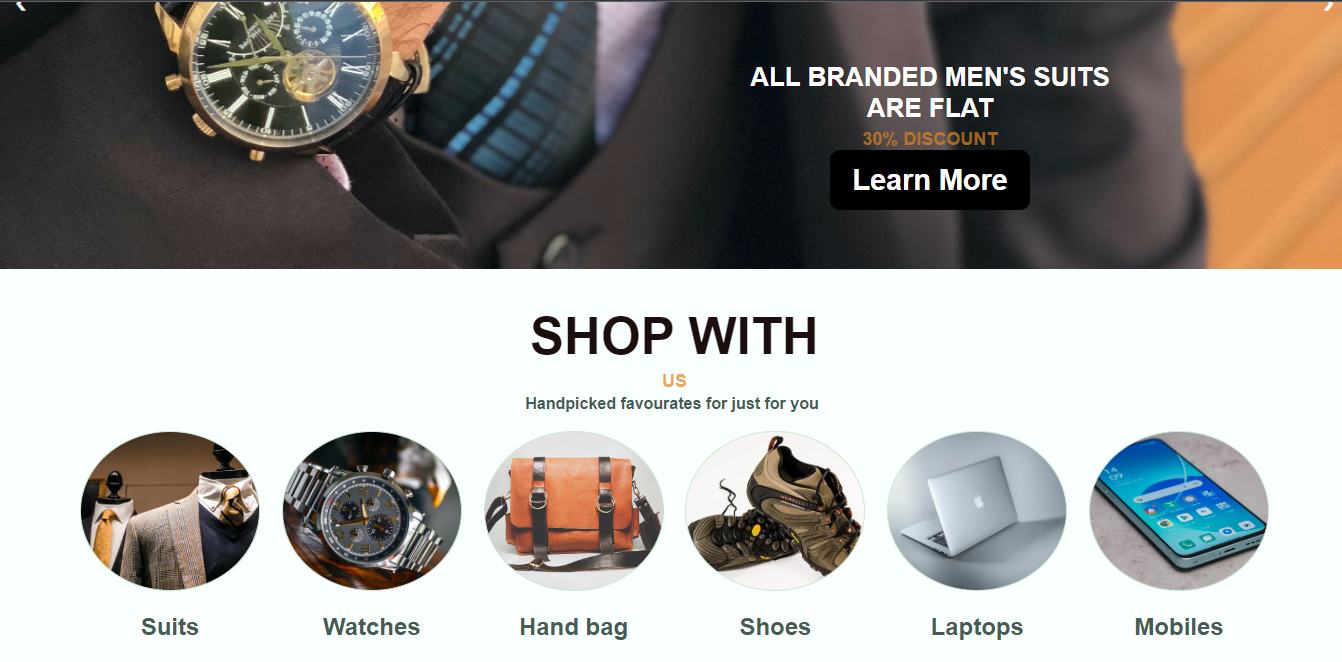 ALL BRANDED MEN'S SUITS
ARE FLAT
30% DISCOUNT
Learn More
SHOP WITH
US
Handpicked favourates for just for you
Suits
Watches
Hand bag
Shoes
Laptops
Mobiles